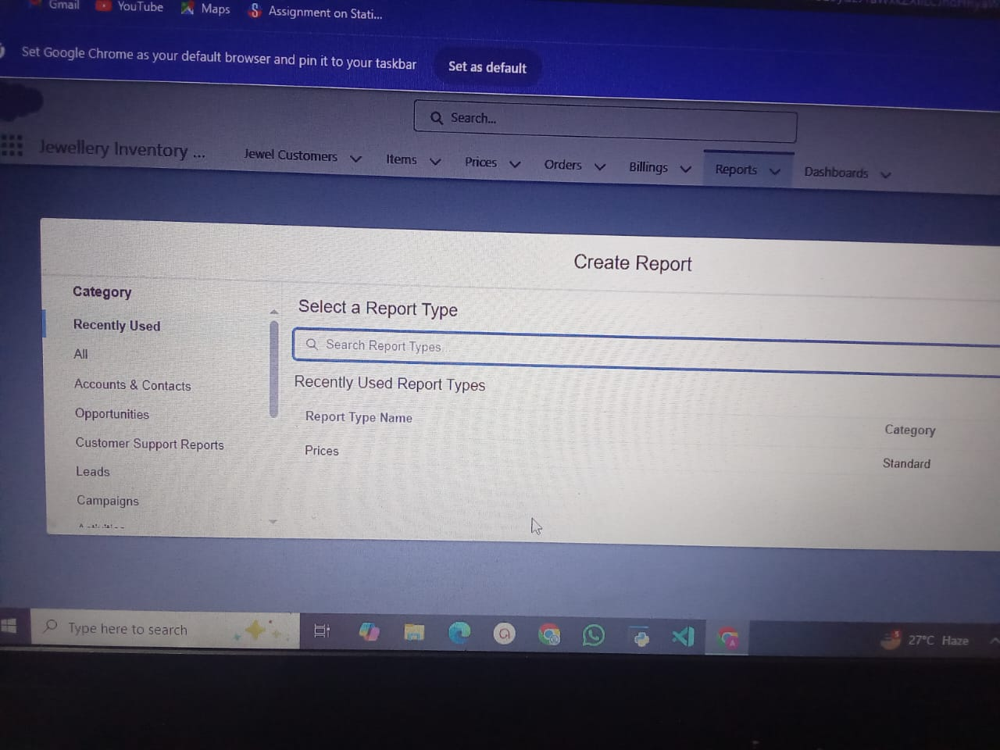 Gmail YouTube Maps Assignment on Stati...
Set Google Chrome as your default browser and pin it to your taskbar Set as default
Search...
Jewellery Inventory ... Jewel Customers Items Prices Orders Billings Reports Dashboards
Create Report
Category
Recently Used
All
Accounts & Contacts
Opportunities
Customer Support Reports
Leads
Campaigns
Select a Report Type
Search Report Types...
Recently Used Report Types
Report Type Name Category
Prices Standard
Type here to search 27°C Haze